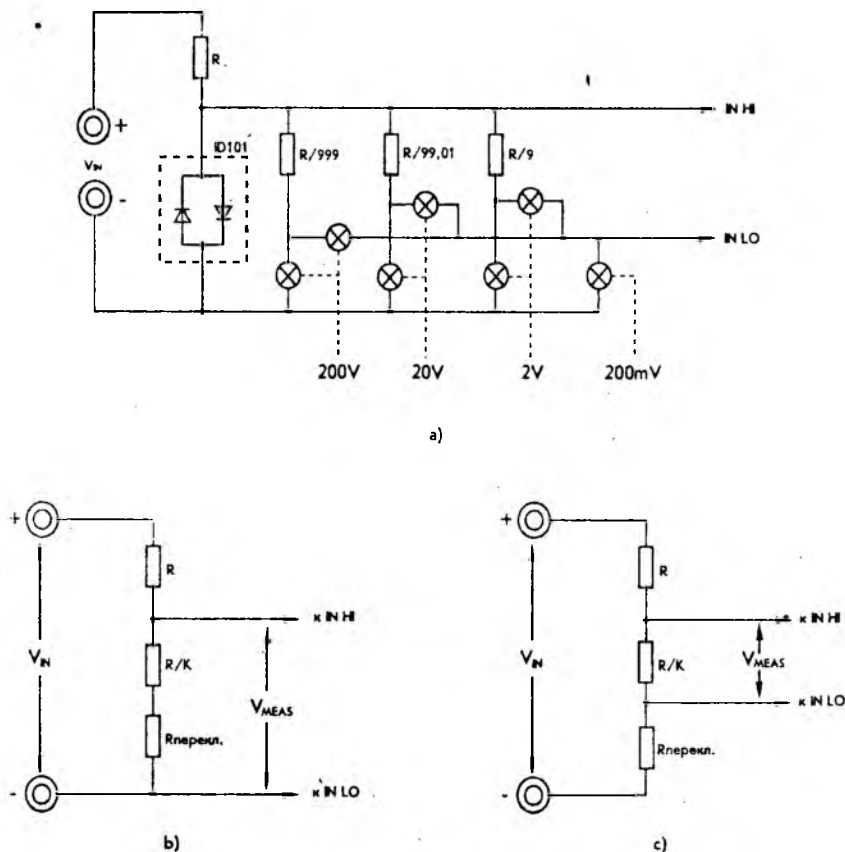 R
IN HI
ID101
R/999
R/99,01
R/9
+
VIN
-
IN LO
200V
20V
2V
200mV
a)
+
R
к IN HI
VIN
R/K
VMEAS
Rперекл.
-
к IN LO
b)
+
R
к IN HI
VIN
R/K
VMEAS
к IN LO
Rперекл.
-
c)